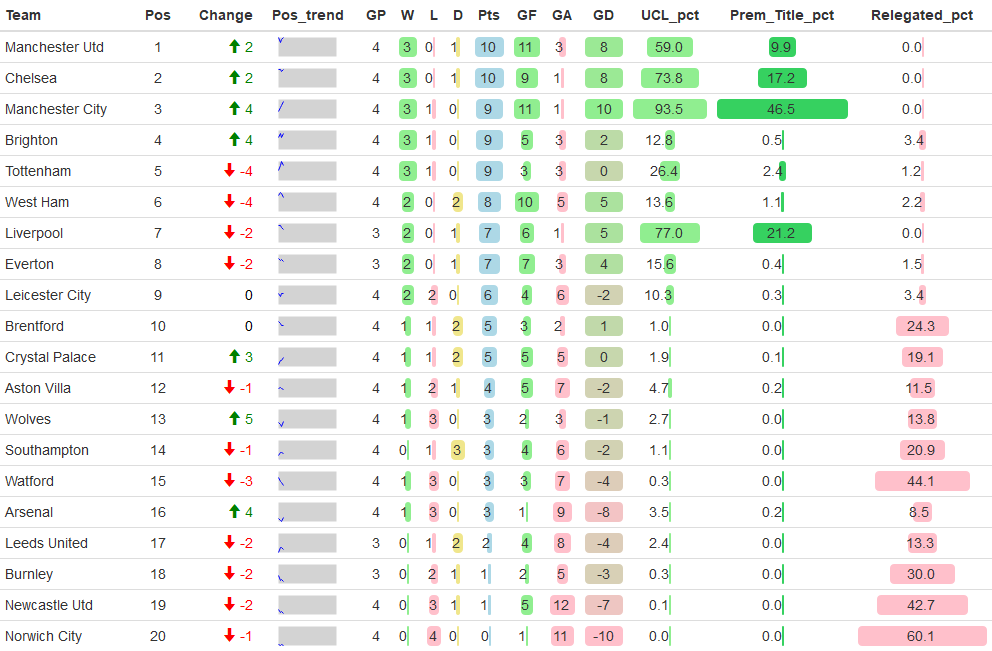 Team Pos Change Pos_trend GP W L D Pts GF GA GD UCL_pct Prem_Title_pct Relegated_pct
Manchester Utd 1 2 4 3 0 1 10 11 3 8 59.0 9.9 0.0
Chelsea 2 2 4 3 0 1 10 9 1 8 73.8 17.2 0.0
Manchester City 3 4 4 3 1 0 9 11 1 10 93.5 46.5 0.0
Brighton 4 4 4 3 1 0 9 5 3 2 12.8 0.5 3.4
Tottenham 5 -4 4 3 1 0 9 3 3 0 26.4 2.4 1.2
West Ham 6 -4 4 2 0 2 8 10 5 5 13.6 1.1 2.2
Liverpool 7 -2 3 2 0 1 7 6 1 5 77.0 21.2 0.0
Everton 8 -2 3 2 0 1 7 7 3 4 15.6 0.4 1.5
Leicester City 9 0 4 2 2 0 6 4 6 -2 10.3 0.3 3.4
Brentford 10 0 4 1 1 2 5 3 2 1 1.0 0.0 24.3
Crystal Palace 11 3 4 1 1 2 5 5 5 0 1.9 0.1 19.1
Aston Villa 12 -1 4 1 2 1 4 5 7 -2 4.7 0.2 11.5
Wolves 13 5 4 1 3 0 3 2 3 -1 2.7 0.0 13.8
Southampton 14 -1 4 0 1 3 3 4 6 -2 1.1 0.0 20.9
Watford 15 -3 4 1 3 0 3 3 7 -4 0.3 0.0 44.1
Arsenal 16 4 4 1 3 0 3 1 9 -8 3.5 0.2 8.5
Leeds United 17 -2 3 0 1 2 2 4 8 -4 2.4 0.0 13.3
Burnley 18 -2 3 0 2 1 1 2 5 -3 0.3 0.0 30.0
Newcastle Utd 19 -2 4 0 3 1 1 5 12 -7 0.1 0.0 42.7
Norwich City 20 -1 4 0 4 0 0 1 11 -10 0.0 0.0 60.1